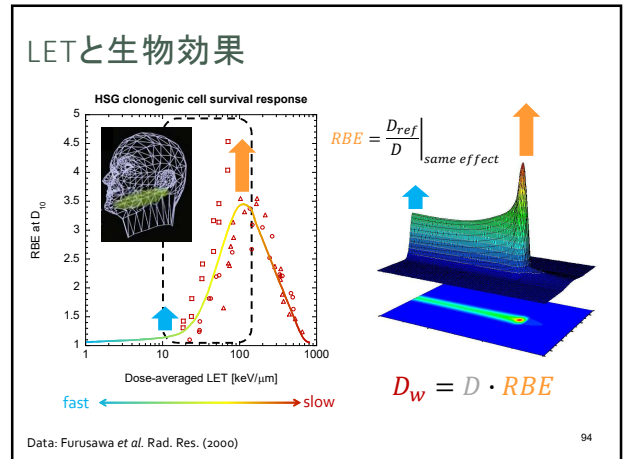 LETと生物効果
HSG clonogenic cell survival response
5
4.5
4
3.5
3
2.5
2
1.5
1
RBE at D10
1
10
100
1000
Dose-averaged LET [keV/μm]
fast
slow
RBE = Dref/D |same effect
Dw = D · RBE
Data: Furusawa et al. Rad. Res. (2000)
94